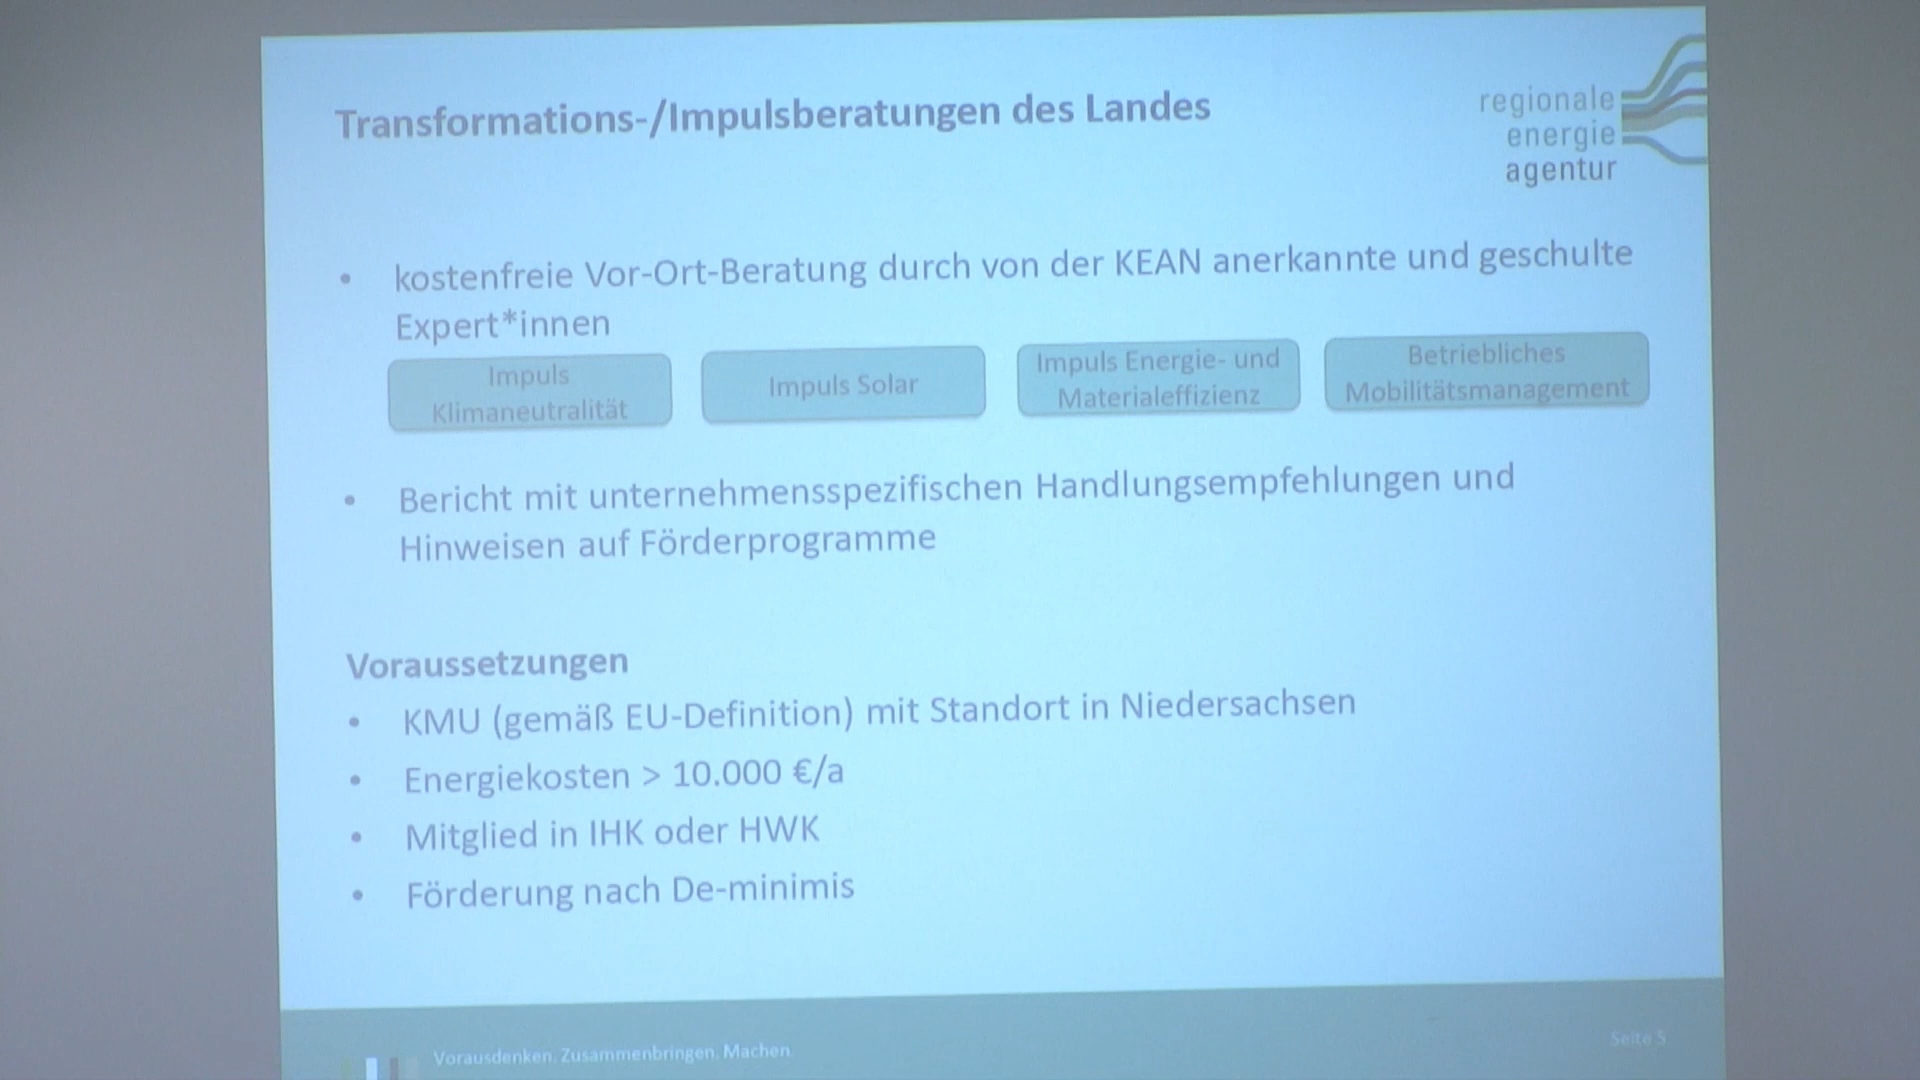 Transformations-/Impulsberatungen des Landes
regionale
energie
agentur
• kostenfreie Vor-Ort-Beratung durch von der KEAN anerkannte und geschulte
Expert*innen
Impuls
Klimaneutralität
Impuls Solar
Impuls Energie- und
Materialeffizienz
Betriebliches
Mobilitätsmanagement
• Bericht mit unternehmensspezifischen Handlungsempfehlungen und
Hinweisen auf Förderprogramme
Voraussetzungen
• KMU (gemäß EU-Definition) mit Standort in Niedersachsen
• Energiekosten > 10.000 €/a
• Mitglied in IHK oder HWK
• Förderung nach De-minimis
Vorausdenken. Zusammenbringen. Machen.
Seite 5